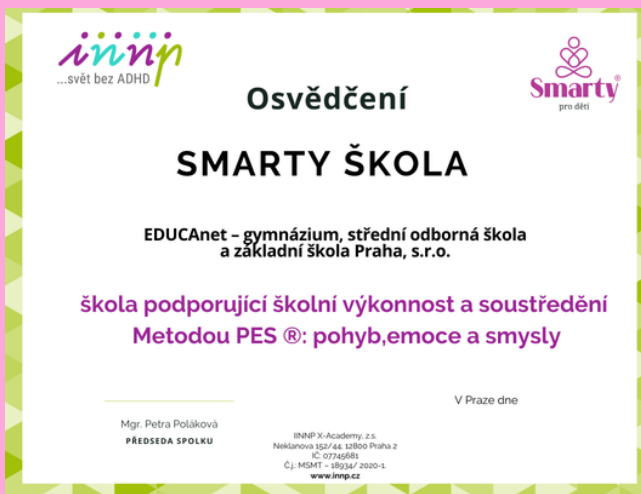 innp
...svět bez ADHD
Smarty®
pro děti
Osvědčení
SMARTY ŠKOLA
EDUCAnet – gymnázium, střední odborná škola
a základní škola Praha, s.r.o.
škola podporující školní výkonnost a soustředění
Metodou PES ®: pohyb,emoce a smysly
V Praze dne
Mgr. Petra Poláková
PŘEDSEDA SPOLKU
IINNP X-Academy, z.s.
Neklanova 152/44, 12800 Praha 2
IČ: 07745681
Č.j.: MSMT – 18934/ 2020-1.
www.innp.cz